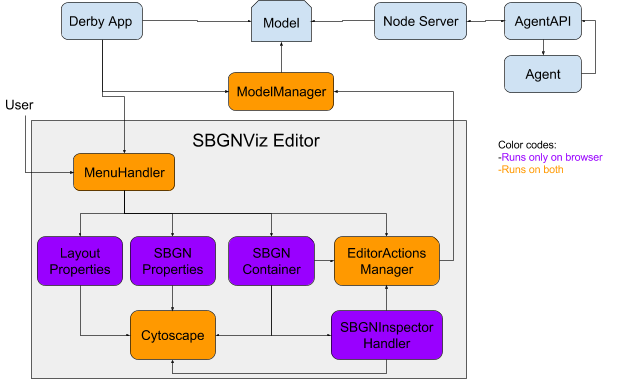 Derby App
Model
Node Server
AgentAPI
Agent
ModelManager
User
SBGNViz Editor
Color codes:
-Runs only on browser
-Runs on both
MenuHandler
Layout
Properties
SBGN
Properties
SBGN
Container
EditorActions
Manager
Cytoscape
SBGNInspector
Handler